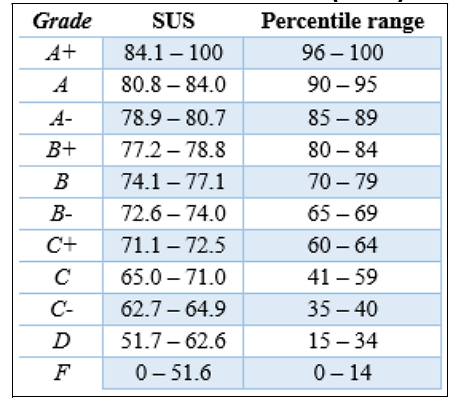 Grade SUS Percentile range
A+ 84.1 – 100 96 – 100
A 80.8 – 84.0 90 – 95
A- 78.9 – 80.7 85 – 89
B+ 77.2 – 78.8 80 – 84
B 74.1 – 77.1 70 – 79
B- 72.6 – 74.0 65 – 69
C+ 71.1 – 72.5 60 – 64
C 65.0 – 71.0 41 – 59
C- 62.7 – 64.9 35 – 40
D 51.7 – 62.6 15 – 34
F 0 – 51.6 0 – 14